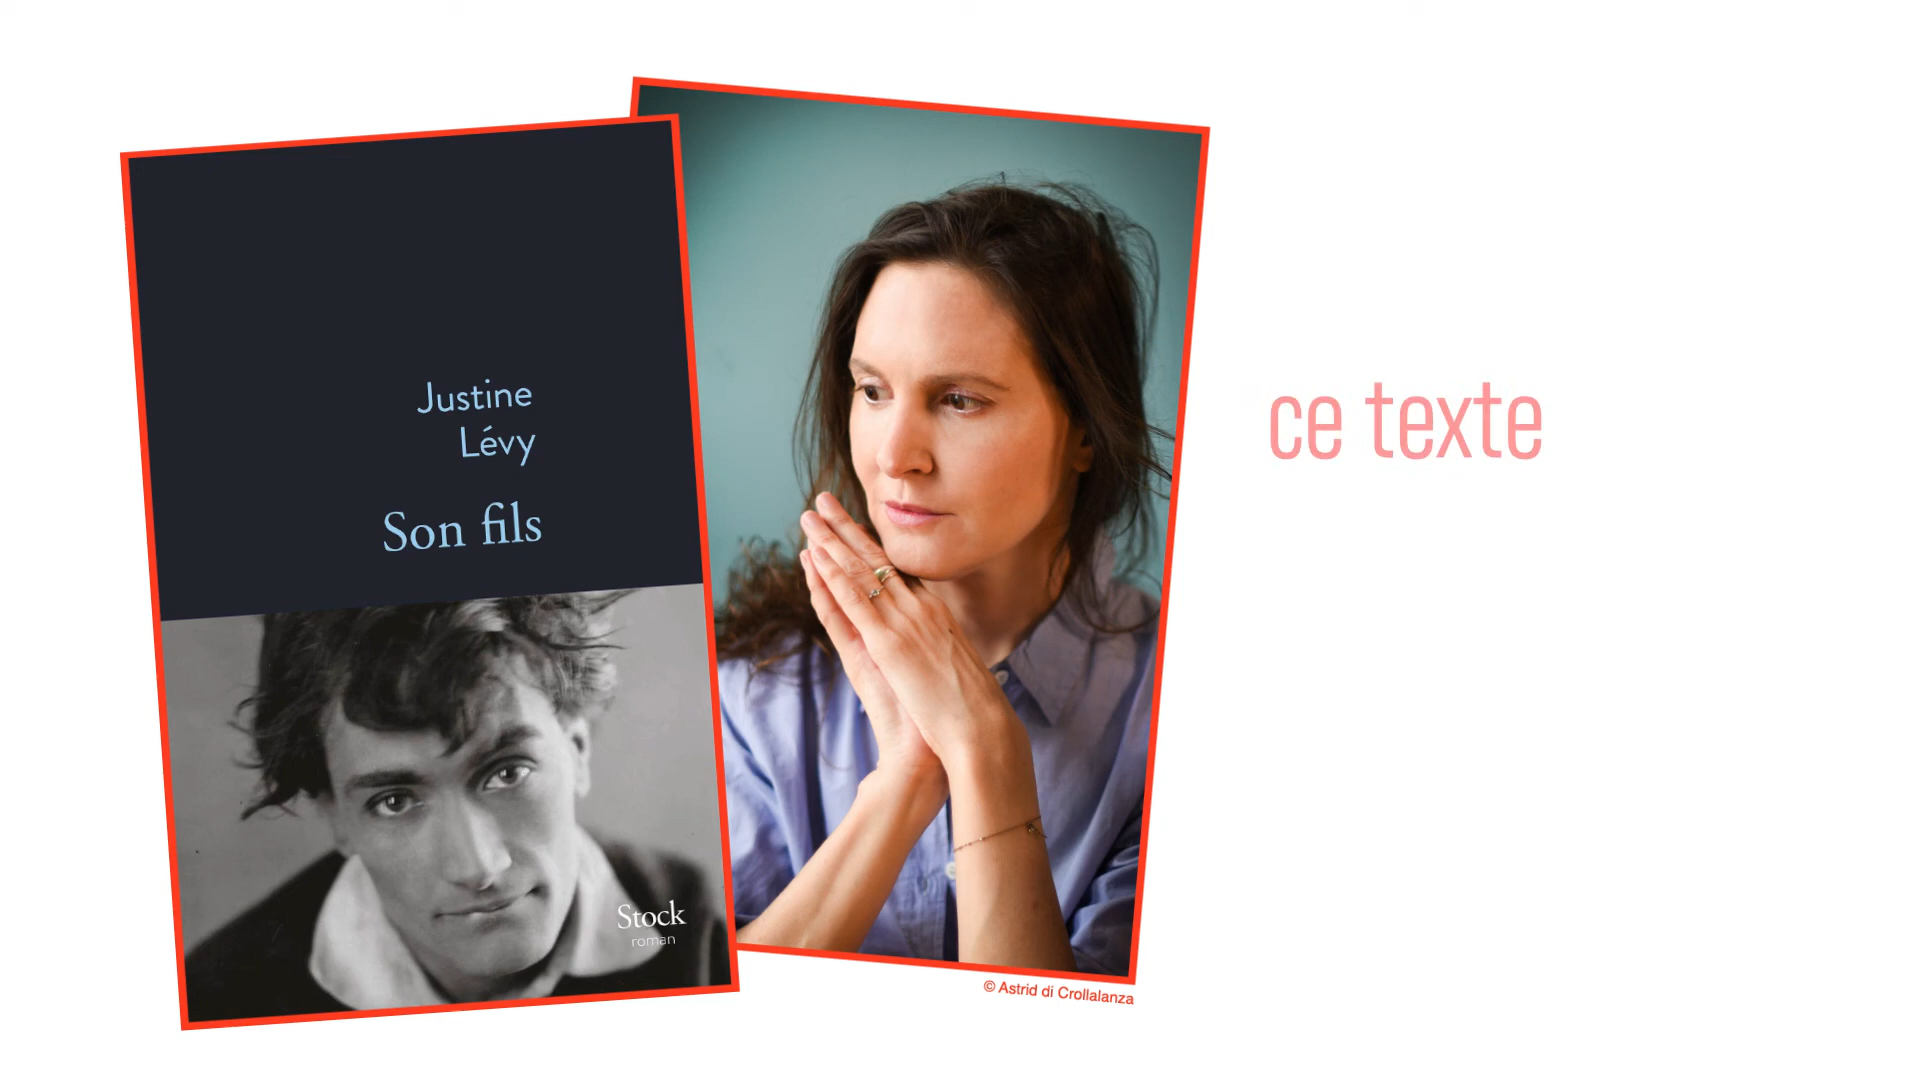 Justine
Lévy
Son fils
Stock
roman
© Astrid di Crollalanza
ce texte